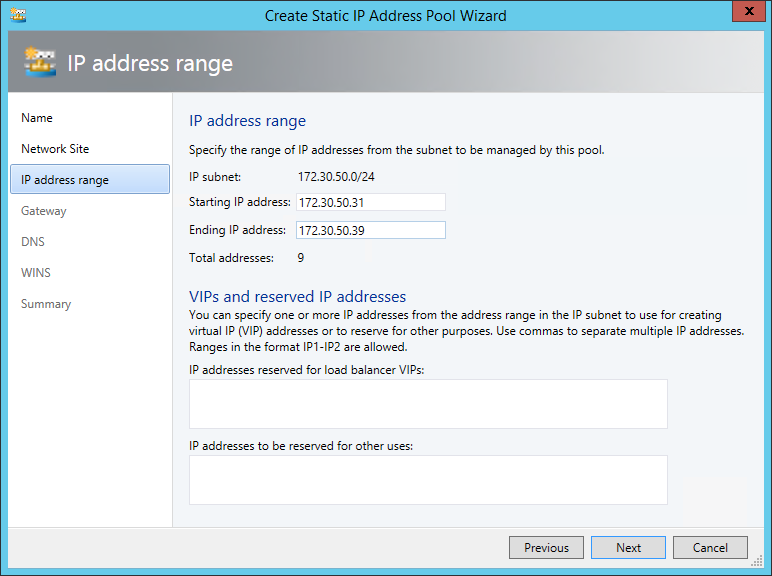 Create Static IP Address Pool Wizard
IP address range
Name
Network Site
IP address range
Gateway
DNS
WINS
Summary
IP address range
Specify the range of IP addresses from the subnet to be managed by this pool.
IP subnet: 172.30.50.0/24
Starting IP address: 172.30.50.31
Ending IP address: 172.30.50.39
Total addresses: 9
VIPs and reserved IP addresses
You can specify one or more IP addresses from the address range in the IP subnet to use for creating
virtual IP (VIP) addresses or to reserve for other purposes. Use commas to separate multiple IP addresses.
Ranges in the format IP1-IP2 are allowed.
IP addresses reserved for load balancer VIPs:
IP addresses to be reserved for other uses:
Previous Next Cancel